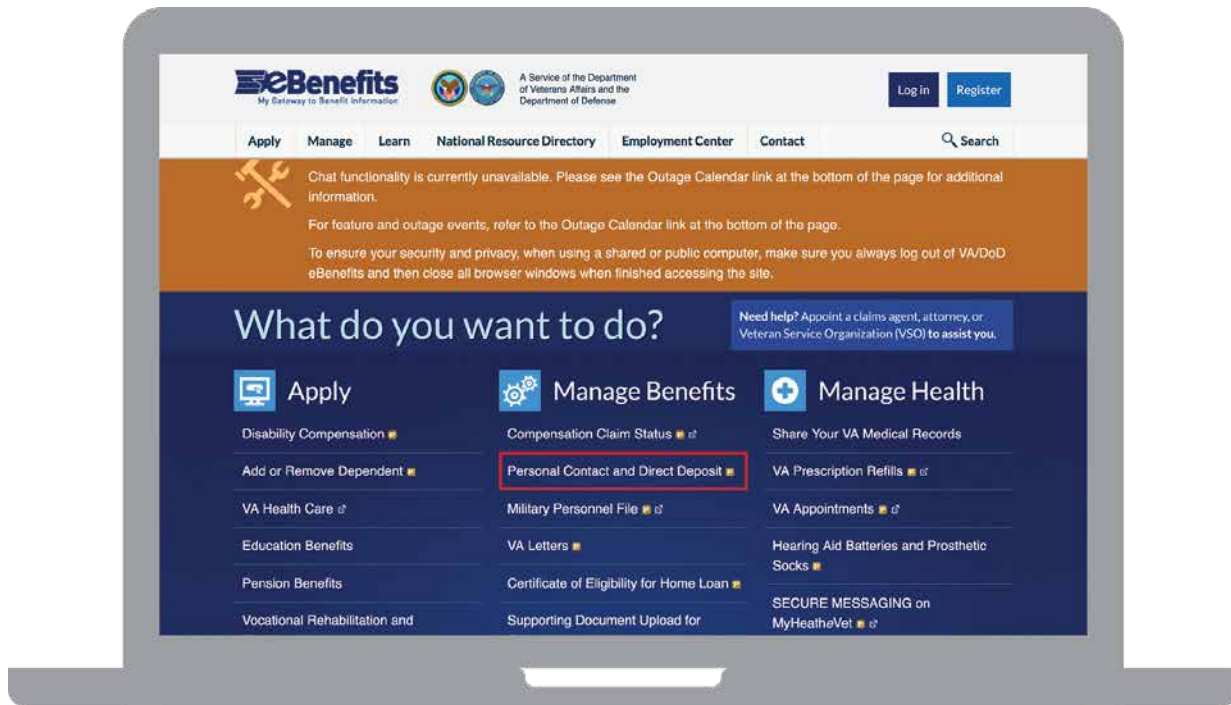 eBenefits
My Gateway to Benefit Information
A Service of the Department
of Veterans Affairs and the
Department of Defense
Log in
Register
Apply
Manage
Learn
National Resource Directory
Employment Center
Contact
Search
Chat functionality is currently unavailable. Please see the Outage Calendar link at the bottom of the page for additional
information.
For feature and outage events, refer to the Outage Calendar link at the bottom of the page.
To ensure your security and privacy, when using a shared or public computer, make sure you always log out of VA/DoD
eBenefits and then close all browser windows when finished accessing the site.
What do you want to do?
Need help? Appoint a claims agent, attorney, or
Veteran Service Organization (VSO) to assist you.
Apply
Disability Compensation
Add or Remove Dependent
VA Health Care
Education Benefits
Pension Benefits
Vocational Rehabilitation and
Manage Benefits
Compensation Claim Status
Personal Contact and Direct Deposit
Military Personnel File
VA Letters
Certificate of Eligibility for Home Loan
Supporting Document Upload for
Manage Health
Share Your VA Medical Records
VA Prescription Refills
VA Appointments
Hearing Aid Batteries and Prosthetic
Socks
SECURE MESSAGING on
MyHeatheVet